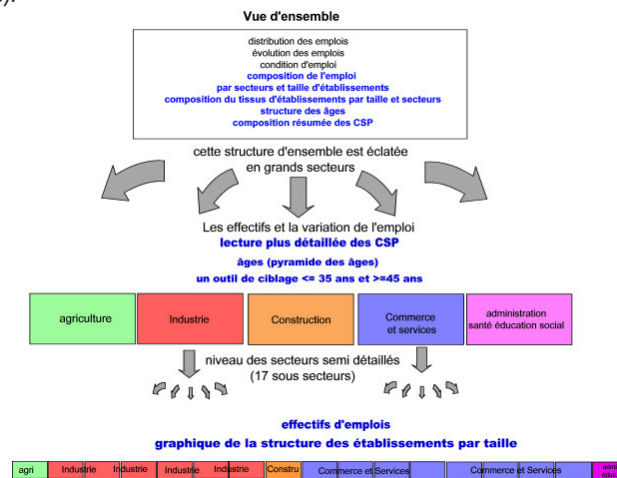 ).
Vue d'ensemble
distribution des emplois
évolution des emplois
condition d'emploi
composition de l'emploi
par secteurs et taille d'établissements
composition du tissus d'établissements par taille et secteurs
structure des âges
composition résumée des CSP
cette structure d'ensemble est éclatée
en grands secteurs
Les effectifs et la variation de l'emploi
lecture plus détaillée des CSP
âges (pyramide des âges)
un outil de ciblage <= 35 ans et >=45 ans
agriculture
Industrie
Construction
Commerce
et services
administration
santé éducation social
niveau des secteurs semi détaillés
(17 sous secteurs)
effectifs d'emplois
graphique de la structure des établissements par taille
agri Industrie Industrie Industrie Industrie Constru Commerce et Services Commerce et Services